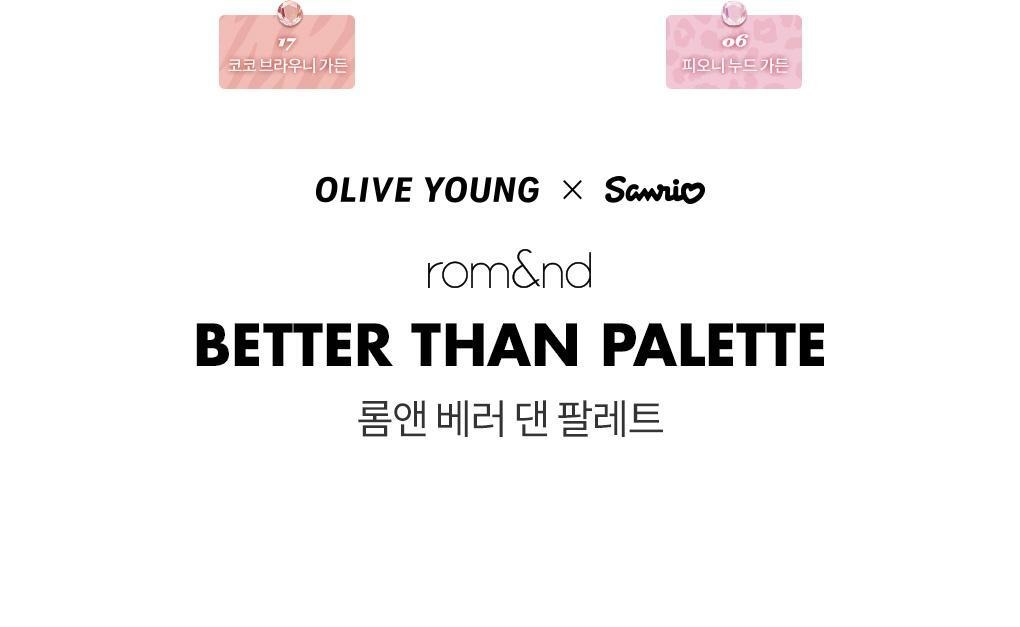 17
코코 브라우니 가든
06
피오니 누드 가든
OLIVE YOUNG × Sanrio
rom&nd
BETTER THAN PALETTE
롬앤 베러 댄 팔레트